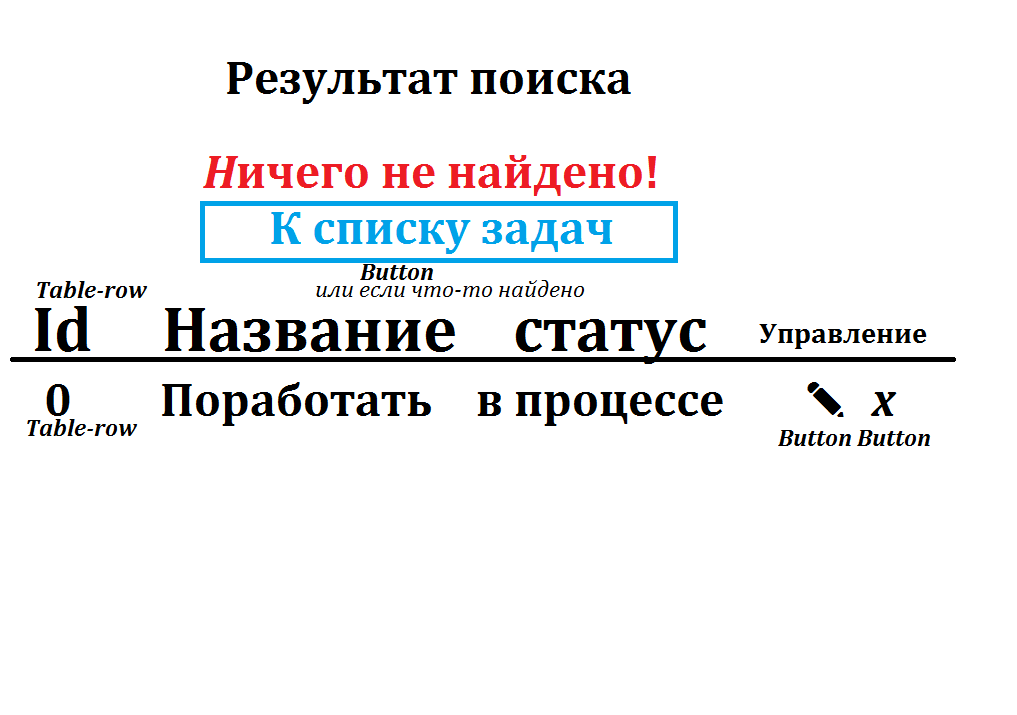 Результат поиска
Ничего не найдено!
К списку задач
Button
или если что-то найдено
Table-row
Id Название статус Управление
0 Поработать в процессе x
Table-row
Button Button